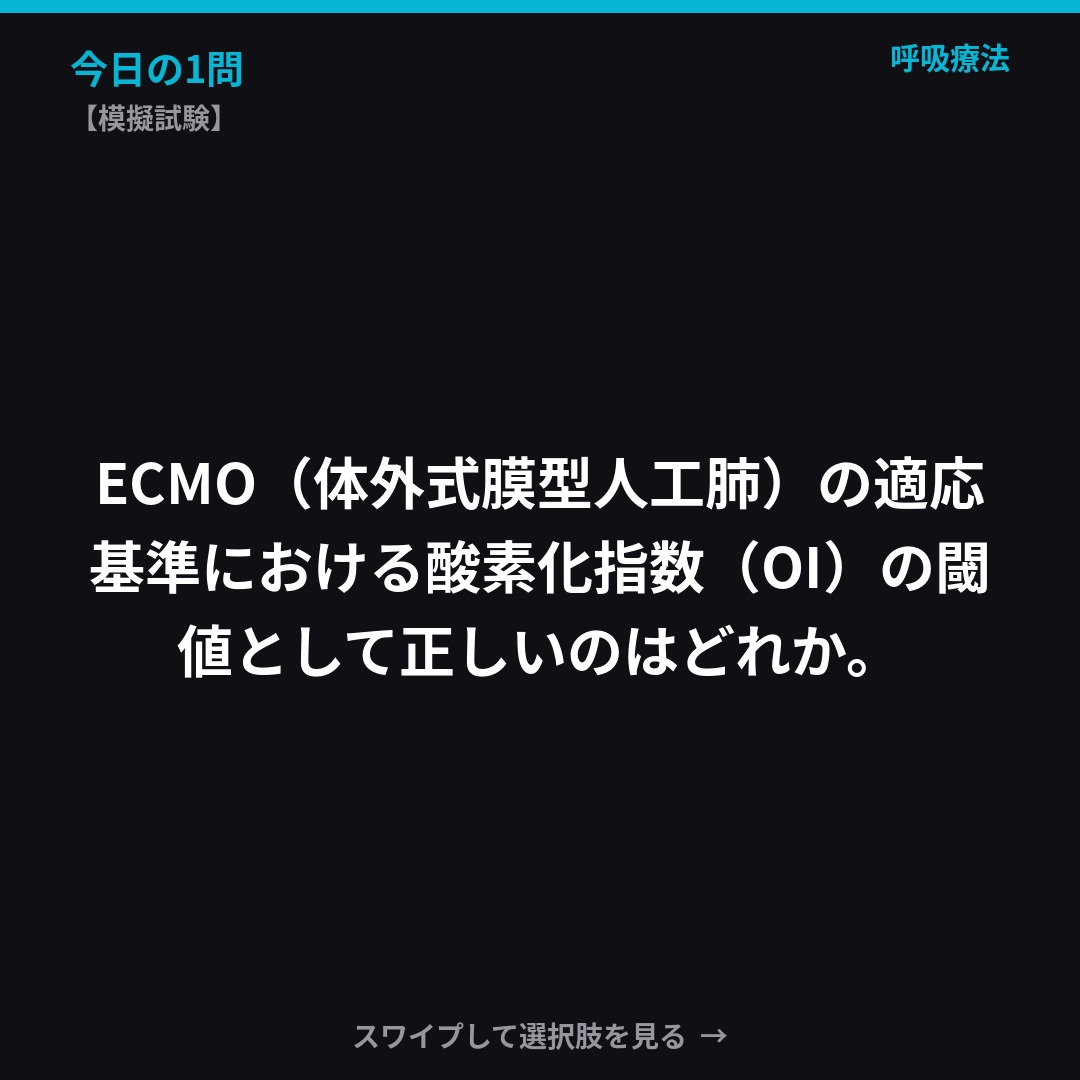 今日の1問
呼吸療法
【模擬試験】
ECMO（体外式膜型人工肺）の適応
基準における酸素化指数（OI）の閾
値として正しいのはどれか。
スワイプして選択肢を見る →